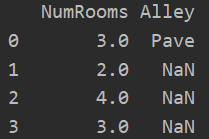 NumRooms Alley
0 3.0 Pave
1 2.0 NaN
2 4.0 NaN
3 3.0 NaN